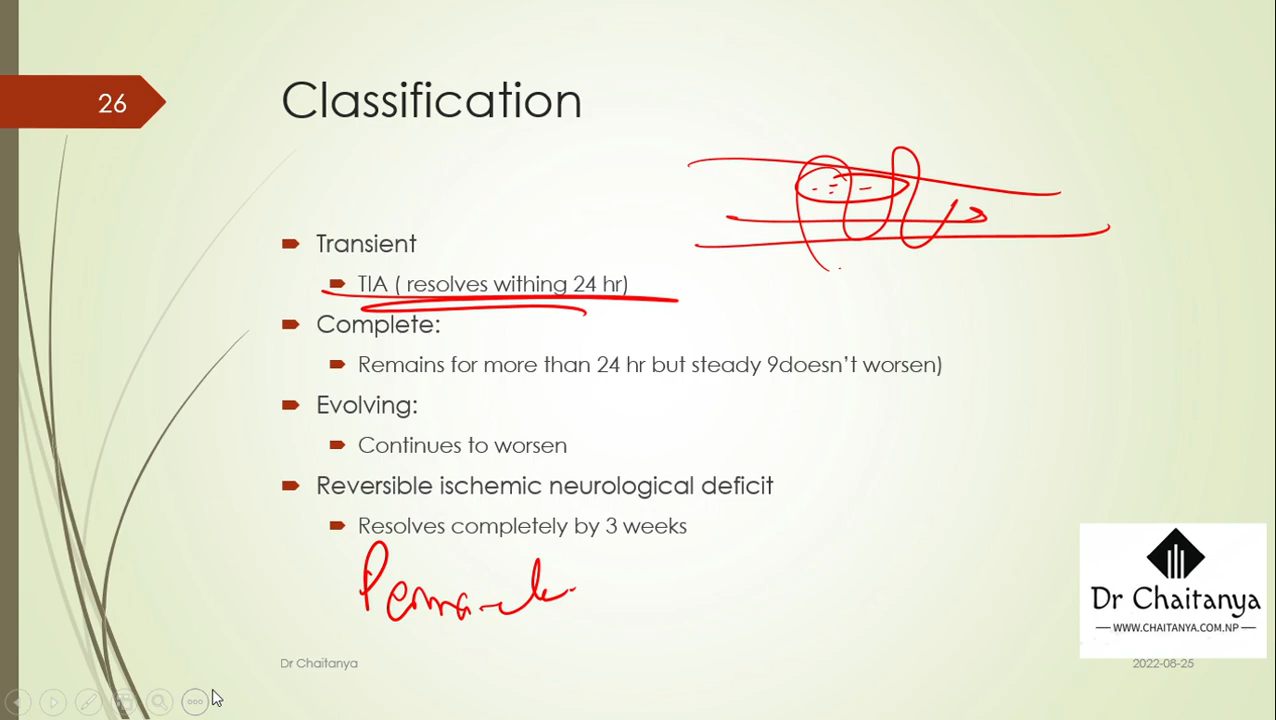 26
Classification
Transient
TIA ( resolves withing 24 hr)
Complete:
Remains for more than 24 hr but steady 9doesn't worsen)
Evolving:
Continues to worsen
Reversible ischemic neurological deficit
Resolves completely by 3 weeks
Dr Chaitanya
WWW.CHAITANYA.COM.NP
Dr Chaitanya
2022-08-25